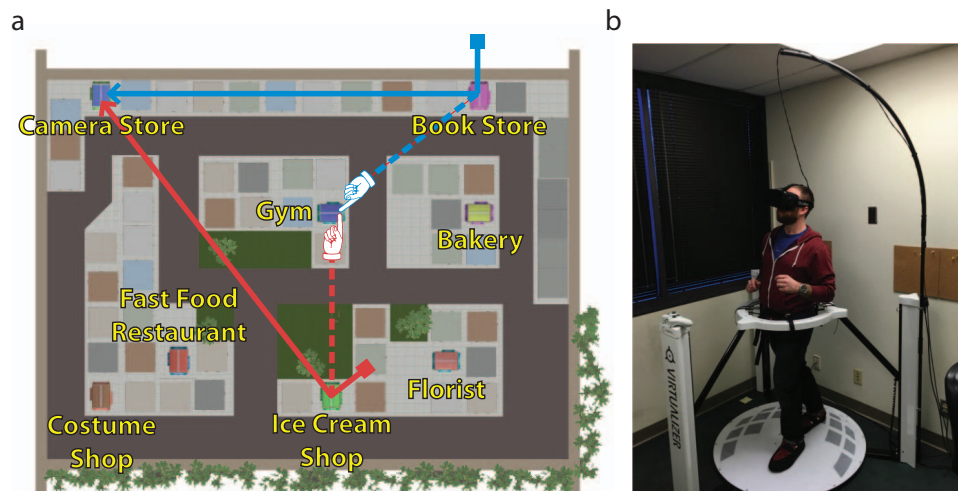 a
b
Camera Store
Book Store
Gym
Bakery
Fast Food
Restaurant
Florist
Costume
Shop
Ice Cream
Shop
VIRTUALIZER